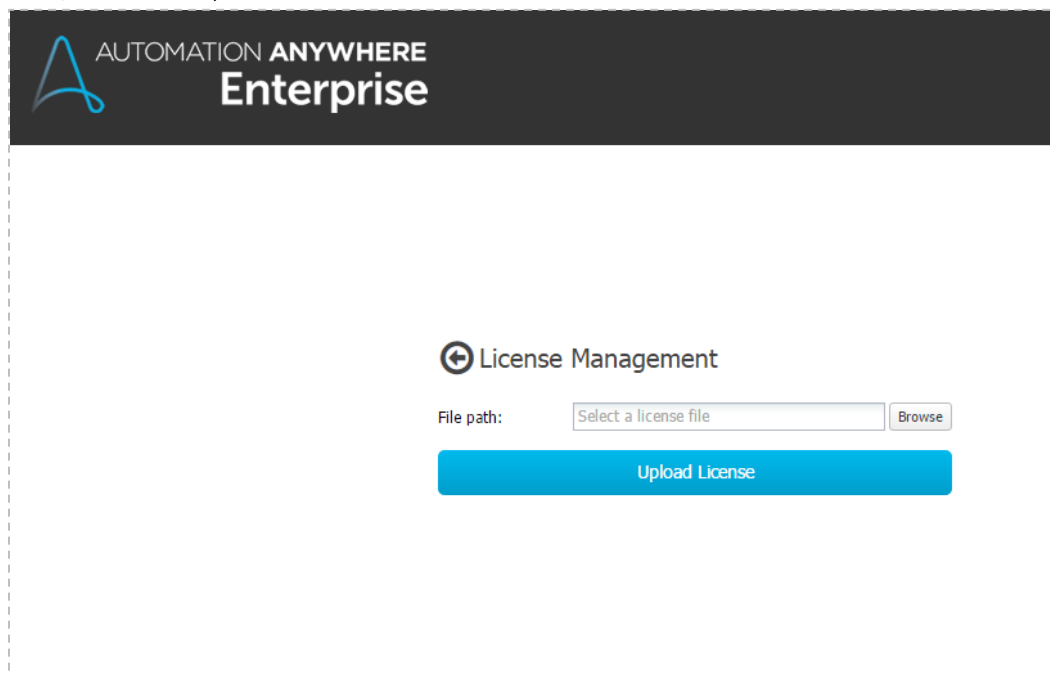 AUTOMATION ANYWHERE
Enterprise
License Management
File path: Select a license file Browse
Upload License